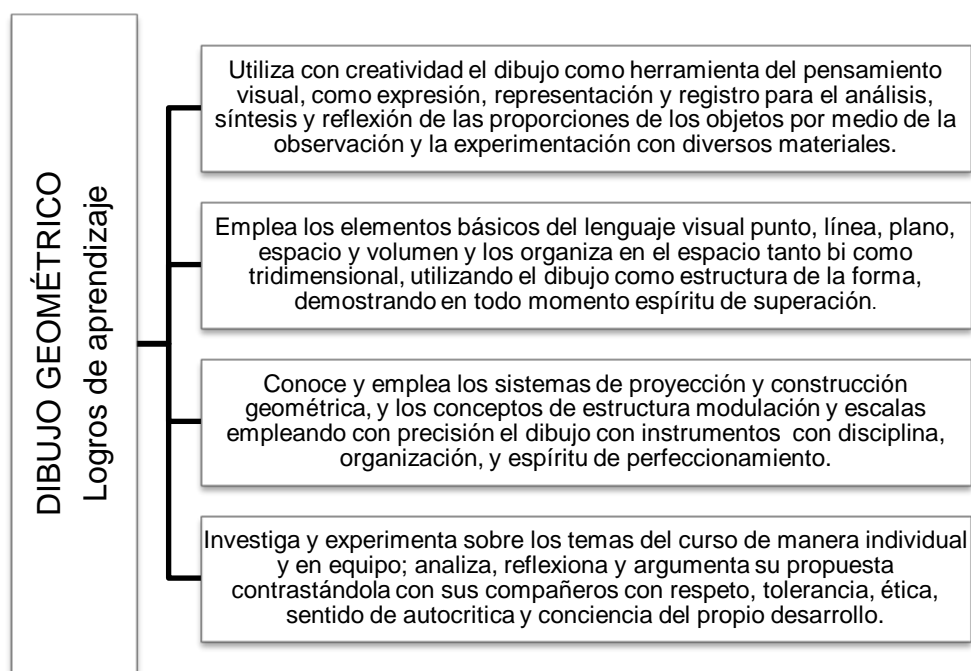 DIBUJO GEOMÉTRICO
Logros de aprendizaje
Utiliza con creatividad el dibujo como herramienta del pensamiento
visual, como expresión, representación y registro para el análisis,
síntesis y reflexión de las proporciones de los objetos por medio de la
observación y la experimentación con diversos materiales.
Emplea los elementos básicos del lenguaje visual punto, línea, plano,
espacio y volumen y los organiza en el espacio tanto bi como
tridimensional, utilizando el dibujo como estructura de la forma,
demostrando en todo momento espíritu de superación.
Conoce y emplea los sistemas de proyección y construcción
geométrica, y los conceptos de estructura modulación y escalas
empleando con precisión el dibujo con instrumentos con disciplina,
organización, y espíritu de perfeccionamiento.
Investiga y experimenta sobre los temas del curso de manera individual
y en equipo; analiza, reflexiona y argumenta su propuesta
contrastándola con sus compañeros con respeto, tolerancia, ética,
sentido de autocritica y conciencia del propio desarrollo.